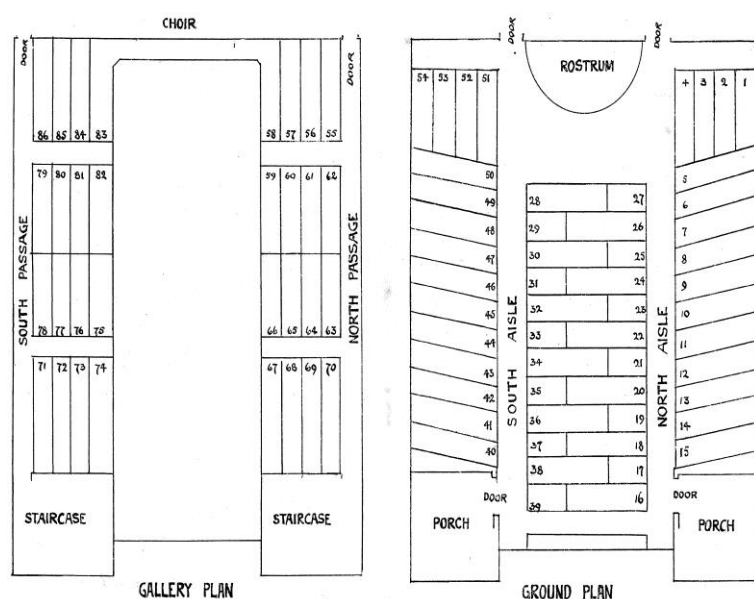 CHOIR
DOOR
DOOR
86 85 84 83
58 57 56 55
79 80 81 82
59 60 61 62
SOUTH PASSAGE
NORTH PASSAGE
78 77 76 75
66 65 64 63
71 72 73 74
67 68 69 70
STAIRCASE
STAIRCASE
GALLERY PLAN
DOOR
DOOR
ROSTRUM
54 53 52 51
4 3 2 1
50
49
48
47
46
45
44
43
42
41
40
SOUTH AISLE
28 27
29 26
30 25
31 24
32 23
33 22
34 21
35 20
36 19
37 18
38 17
39 16
NORTH AISLE
5
6
7
8
9
10
11
12
13
14
15
DOOR
DOOR
PORCH
PORCH
GROUND PLAN